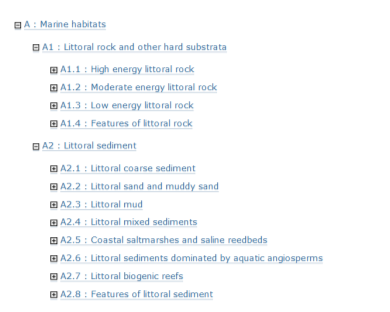 A : Marine habitats
A1 : Littoral rock and other hard substrata
A1.1 : High energy littoral rock
A1.2 : Moderate energy littoral rock
A1.3 : Low energy littoral rock
A1.4 : Features of littoral rock
A2 : Littoral sediment
A2.1 : Littoral coarse sediment
A2.2 : Littoral sand and muddy sand
A2.3 : Littoral mud
A2.4 : Littoral mixed sediments
A2.5 : Coastal saltmarshes and saline reedbeds
A2.6 : Littoral sediments dominated by aquatic angiosperms
A2.7 : Littoral biogenic reefs
A2.8 : Features of littoral sediment